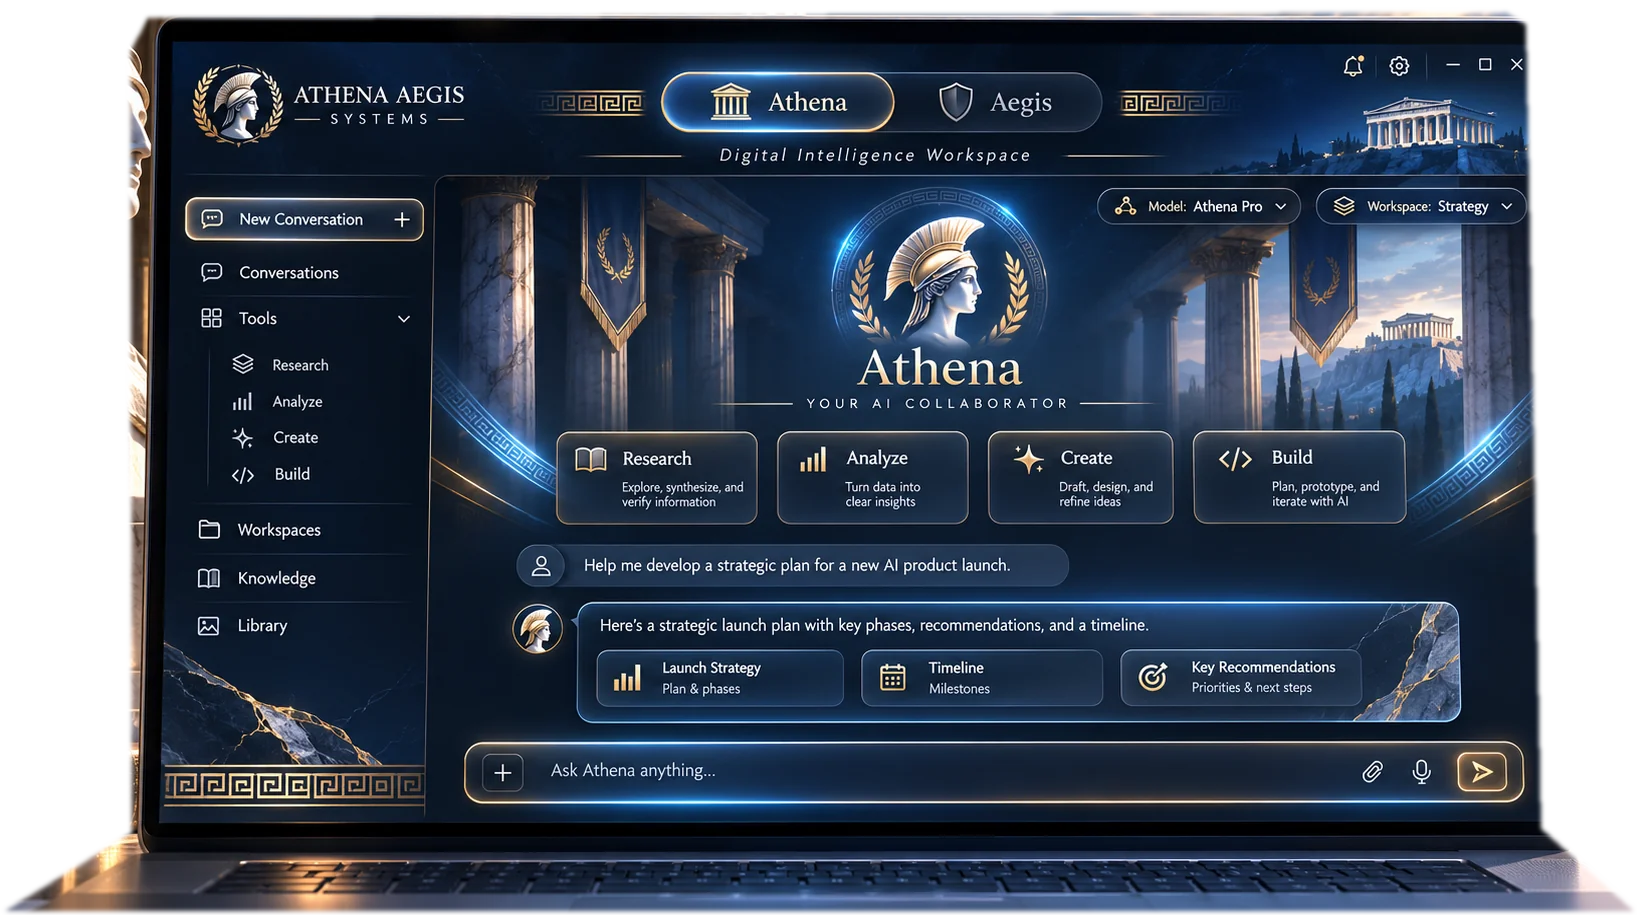 ATHENA AEGIS
SYSTEMS
Athena
Aegis
Digital Intelligence Workspace
New Conversation
Conversations
Tools
Research
Analyze
Create
Build
Workspaces
Knowledge
Library
Model: Athena Pro
Workspace: Strategy
Athena
YOUR AI COLLABORATOR
Research
Explore, synthesize, and
verify information
Analyze
Turn data into
clear insights
Create
Draft, design, and
refine ideas
Build
Plan, prototype, and
iterate with AI
Help me develop a strategic plan for a new AI product launch.
Here's a strategic launch plan with key phases, recommendations, and a timeline.
Launch Strategy
Plan & phases
Timeline
Milestones
Key Recommendations
Priorities & next steps
Ask Athena anything...